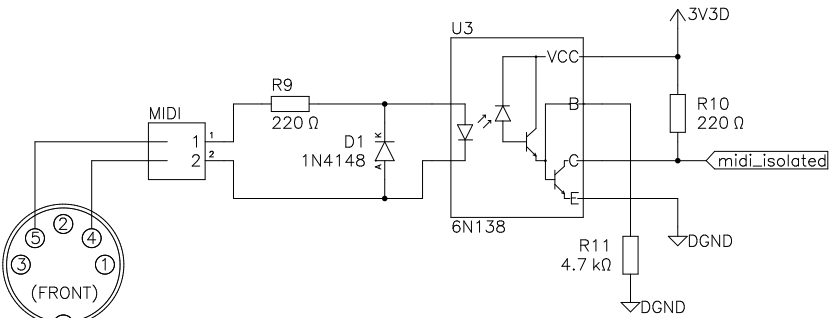 3V3D
U3
VCC
R9
220 Ω
B
MIDI
R10
220 Ω
1
1
D1
K
1N4148
2
2
A
C
midi_isolated
E
6N138
2
5
4
DGND
R11
4.7 kΩ
3
1
(FRONT)
DGND